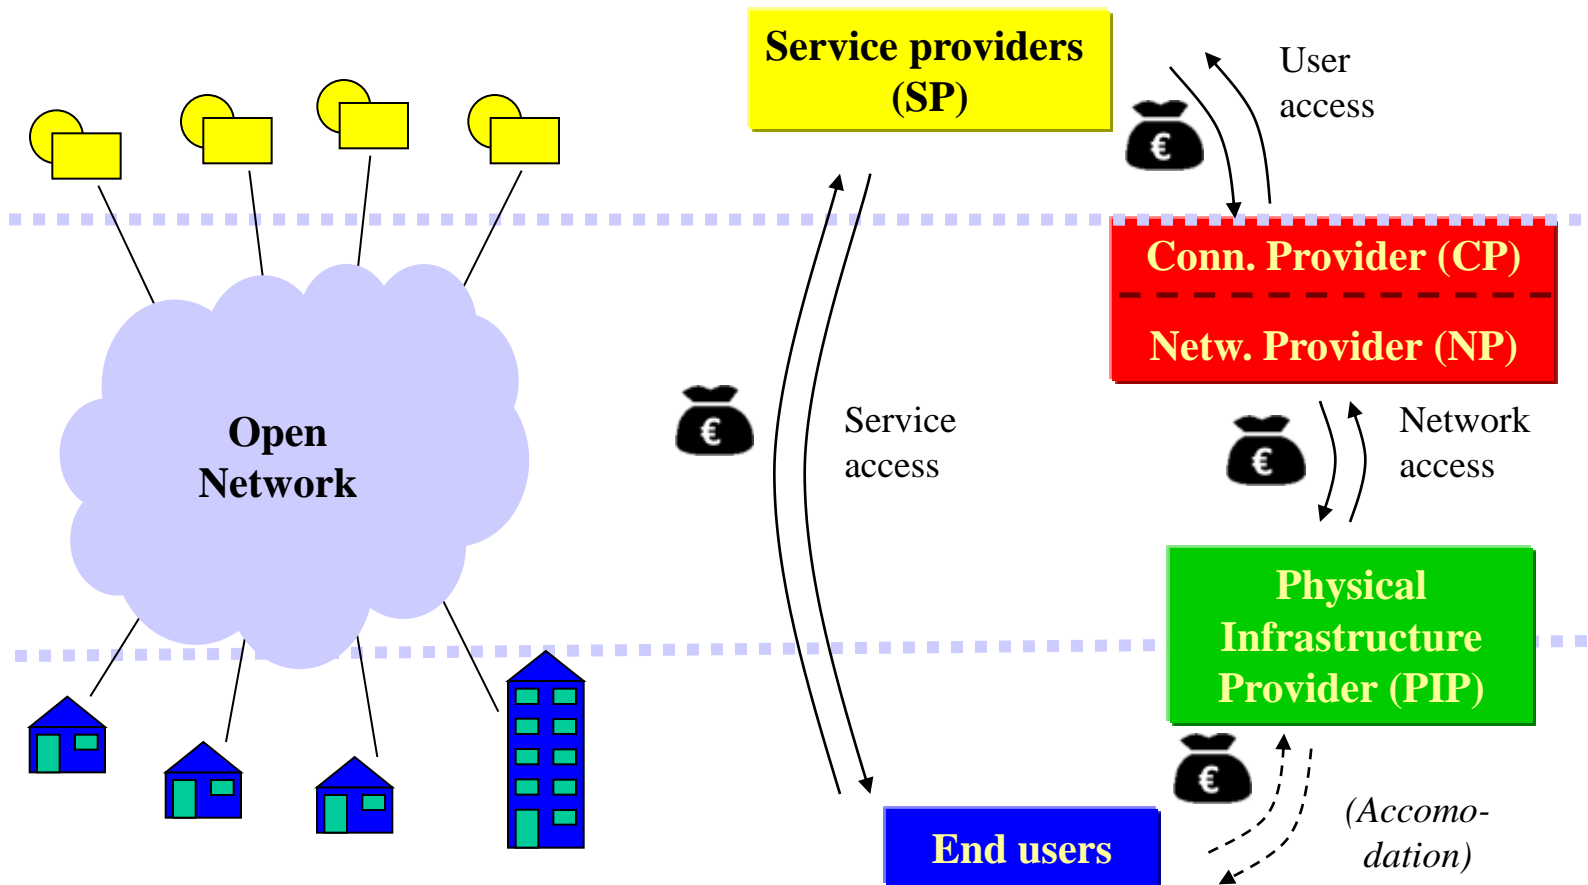 Service providers
(SP)
User
access
€
Conn. Provider (CP)
Netw. Provider (NP)
Open
Network
€
Service
access
€
Network
access
Physical
Infrastructure
Provider (PIP)
€
(Accomo-
dation)
End users